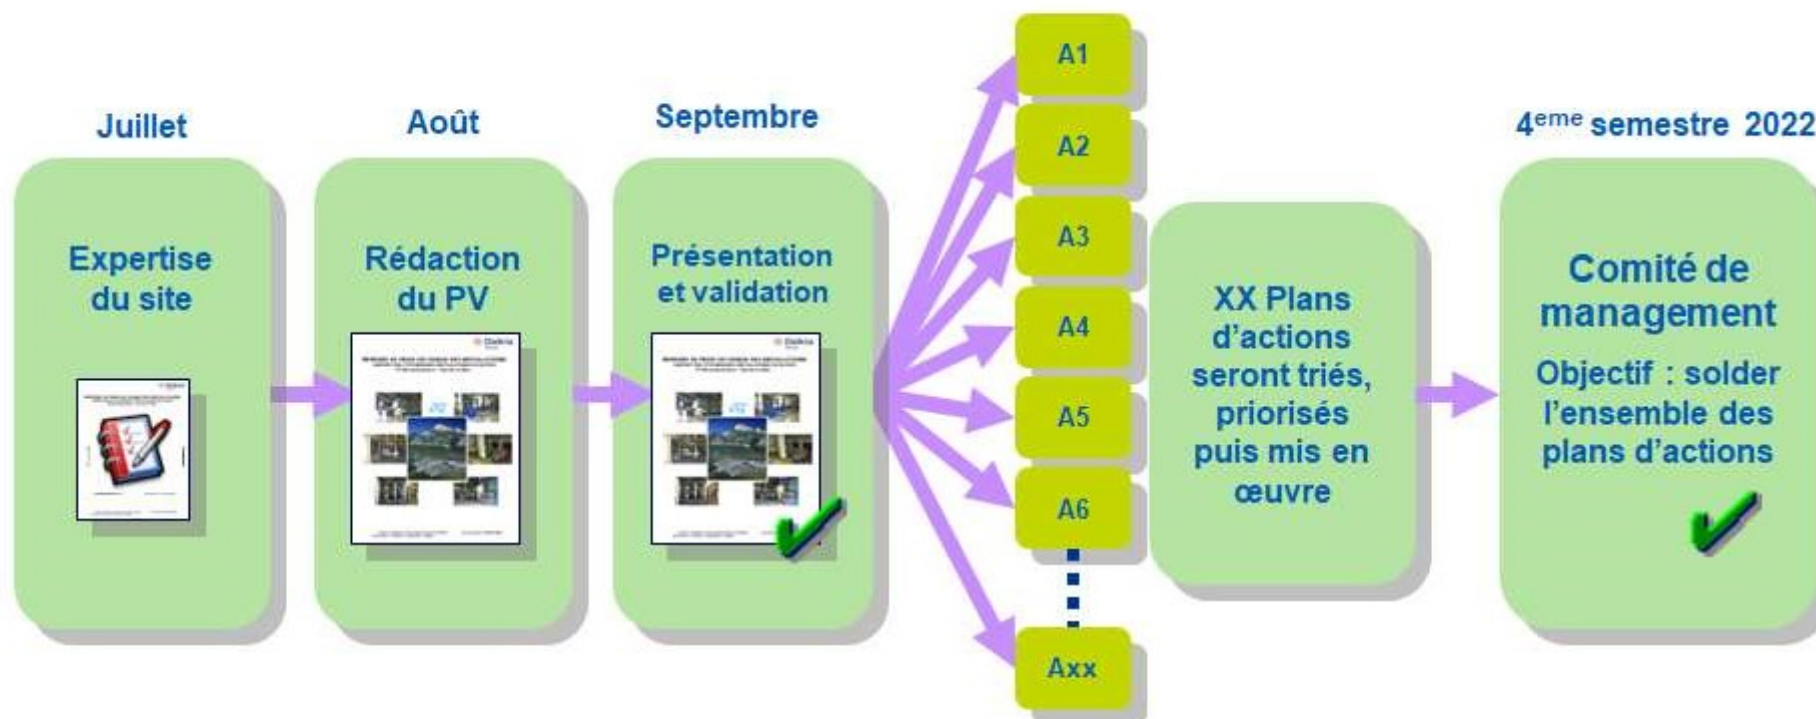 Juillet
Expertise
du site
Août
Rédaction
du PV
Septembre
Présentation
et validation
A1
A2
A3
A4
A5
A6
Axx
XX Plans
d'actions
seront triés,
priorisés
puis mis en
œuvre
4eme semestre 2022
Comité de
management
Objectif : solder
l'ensemble des
plans d'actions